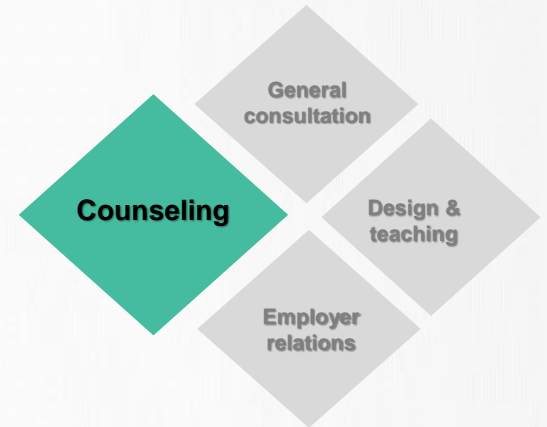 General
consultation
Counseling
Design &
teaching
Employer
relations